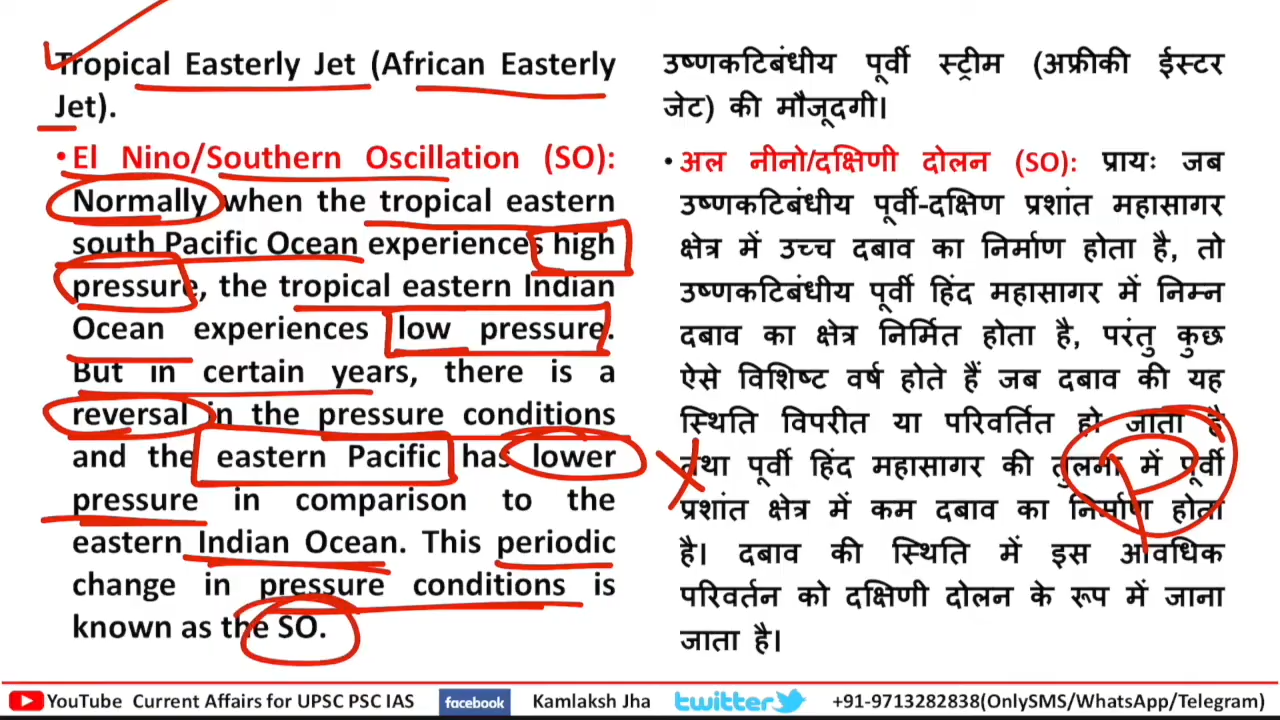 Tropical Easterly Jet (African Easterly
Jet).
• El Nino/Southern Oscillation (SO):
Normally when the tropical eastern
south Pacific Ocean experiences high
pressure, the tropical eastern Indian
Ocean experiences low pressure.
But in certain years, there is a
reversal in the pressure conditions
and the eastern Pacific has lower
pressure in comparison to the
eastern Indian Ocean. This periodic
change in pressure conditions is
known as the SO.
उष्णकटिबंधीय पूर्वी स्ट्रीम (अफ्रीकी ईस्टर
जेट) की मौजूदगी।
• अल नीनो/दक्षिणी दोलन (SO): प्रायः जब
उष्णकटिबंधीय पूर्वी-दक्षिण प्रशांत महासागर
क्षेत्र में उच्च दबाव का निर्माण होता है, तो
उष्णकटिबंधीय पूर्वी हिंद महासागर में निम्न
दबाव का क्षेत्र निर्मित होता है, परंतु कुछ
ऐसे विशिष्ट वर्ष होते हैं जब दबाव की यह
स्थिति विपरीत या परिवर्तित हो जाता है
तथा पूर्वी हिंद महासागर की तुलना में पूर्वी
प्रशांत क्षेत्र में कम दबाव का निर्माण होता
है। दबाव की स्थिति में इस आवधिक
परिवर्तन को दक्षिणी दोलन के रूप में जाना
जाता है।
YouTube Current Affairs for UPSC PSC IAS facebook Kamlaksh Jha twitter +91-9713282838(OnlySMS/WhatsApp/Telegram)